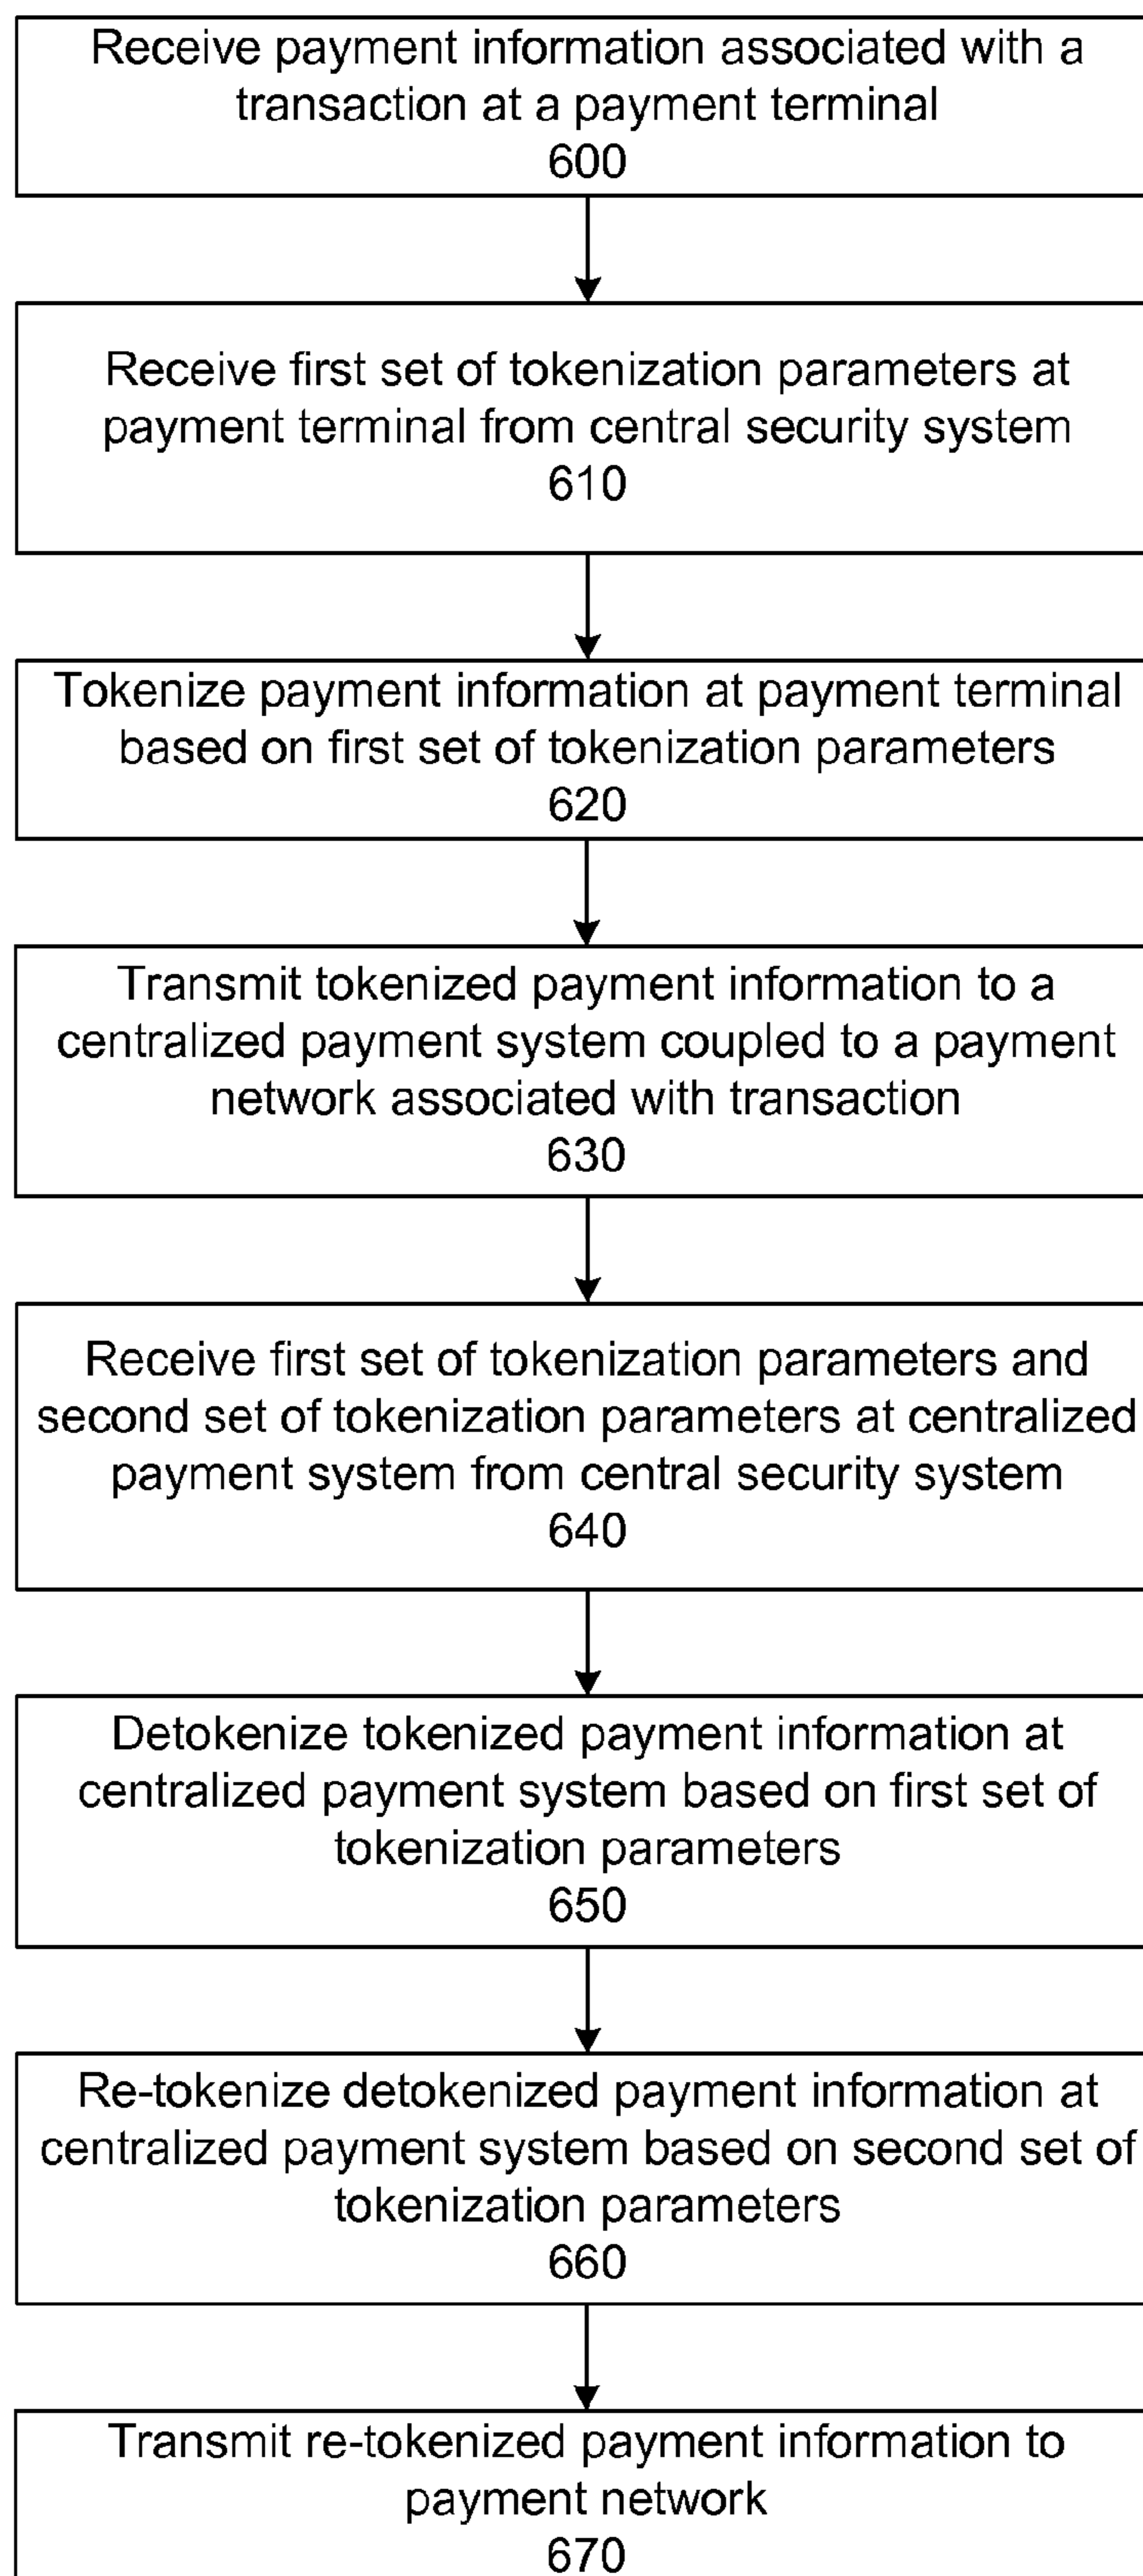 Receive payment information associated with a
transaction at a payment terminal
600
Receive first set of tokenization parameters at
payment terminal from central security system
610
Tokenize payment information at payment terminal
based on first set of tokenization parameters
620
Transmit tokenized payment information to a
centralized payment system coupled to a payment
network associated with transaction
630
Receive first set of tokenization parameters and
second set of tokenization parameters at centralized
payment system from central security system
640
Detokenize tokenized payment information at
centralized payment system based on first set of
tokenization parameters
650
Re-tokenize detokenized payment information at
centralized payment system based on second set of
tokenization parameters
660
Transmit re-tokenized payment information to
payment network
670